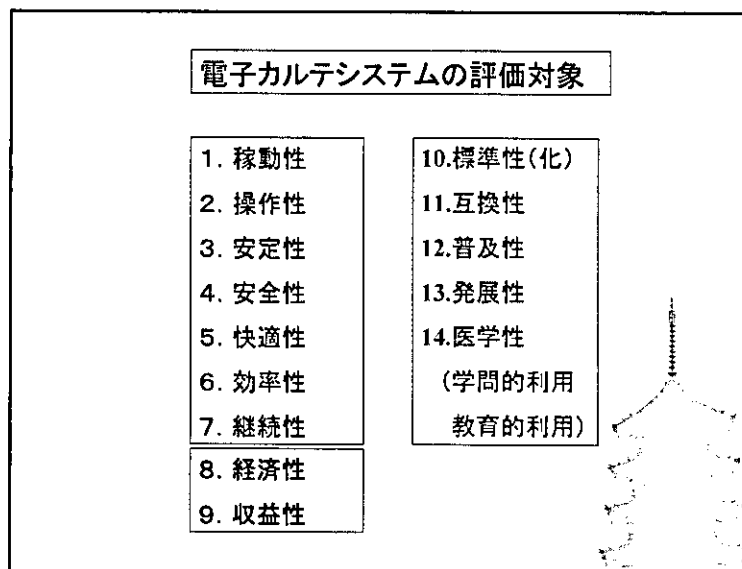 電子カルテシステムの評価対象
1. 稼動性
2. 操作性
3. 安定性
4. 安全性
5. 快適性
6. 効率性
7. 継続性
8. 経済性
9. 収益性
10.標準性(化)
11.互換性
12.普及性
13.発展性
14.医学性
(学問的利用
教育的利用)